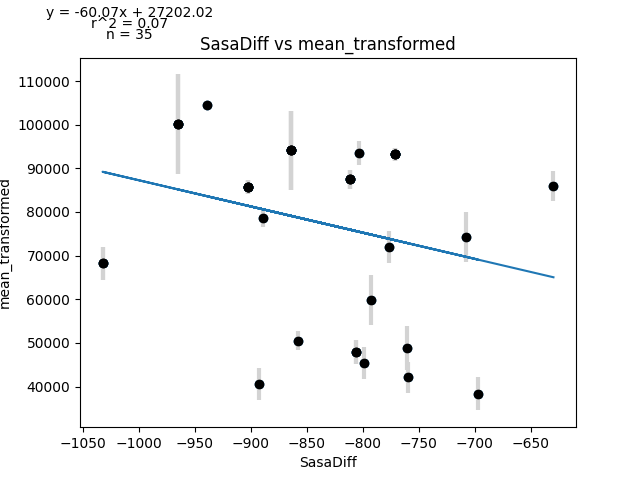 y = -60.07x + 27202.02
r^2 = 0.07
n = 35
SasaDiff vs mean_transformed
mean_transformed
110000
100000
90000
80000
70000
60000
50000
40000
−1050 −1000 −950 −900 −850 −800 −750 −700 −650
SasaDiff